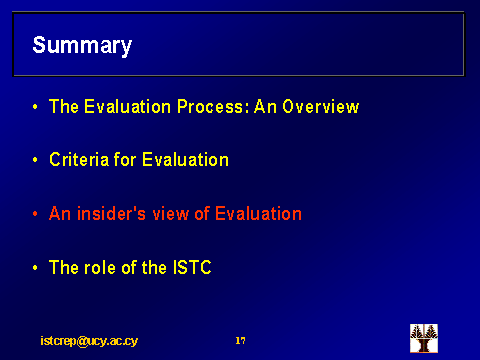 Summary
• The Evaluation Process: An Overview
• Criteria for Evaluation
• An insider's view of Evaluation
• The role of the ISTC
istcrep@ucy.ac.cy
17